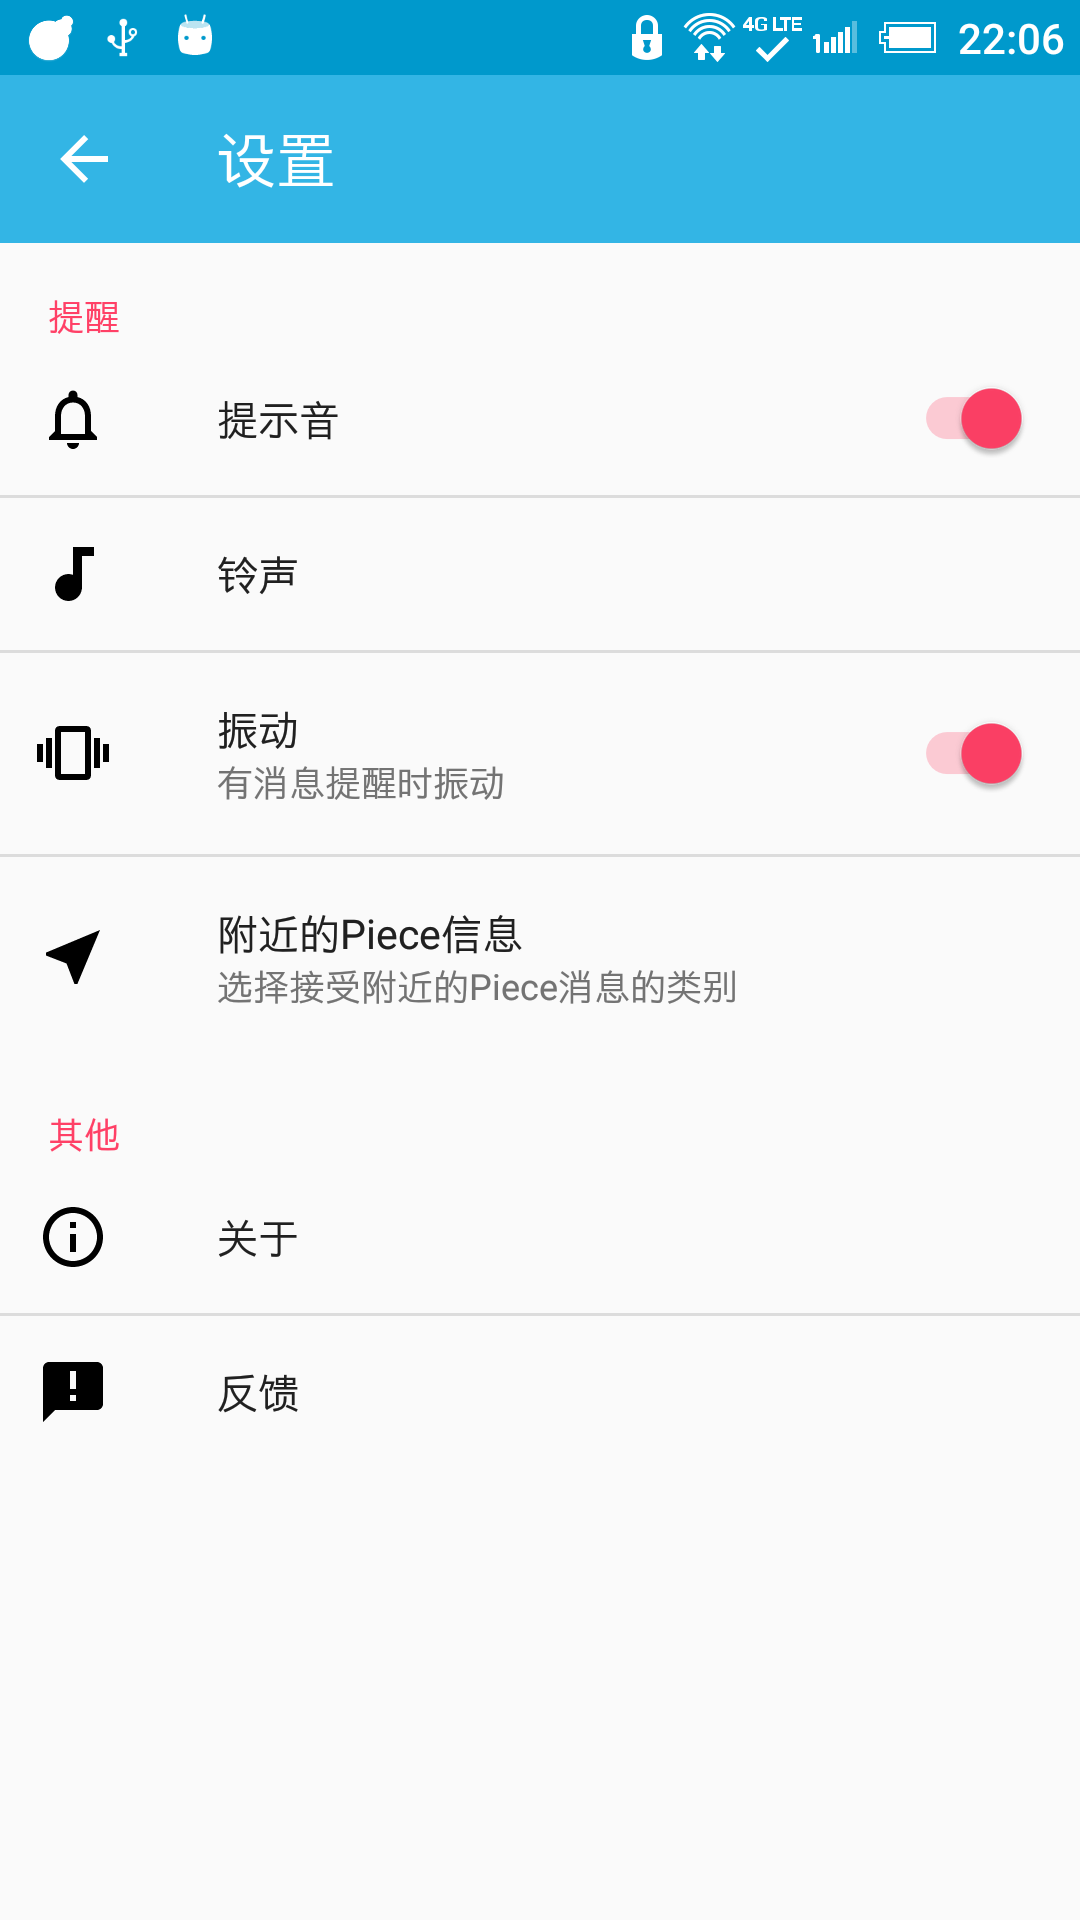 4G LTE
1
22:06
设置
提醒
提示音
铃声
振动
有消息提醒时振动
附近的Piece信息
选择接受附近的Piece消息的类别
其他
关于
反馈